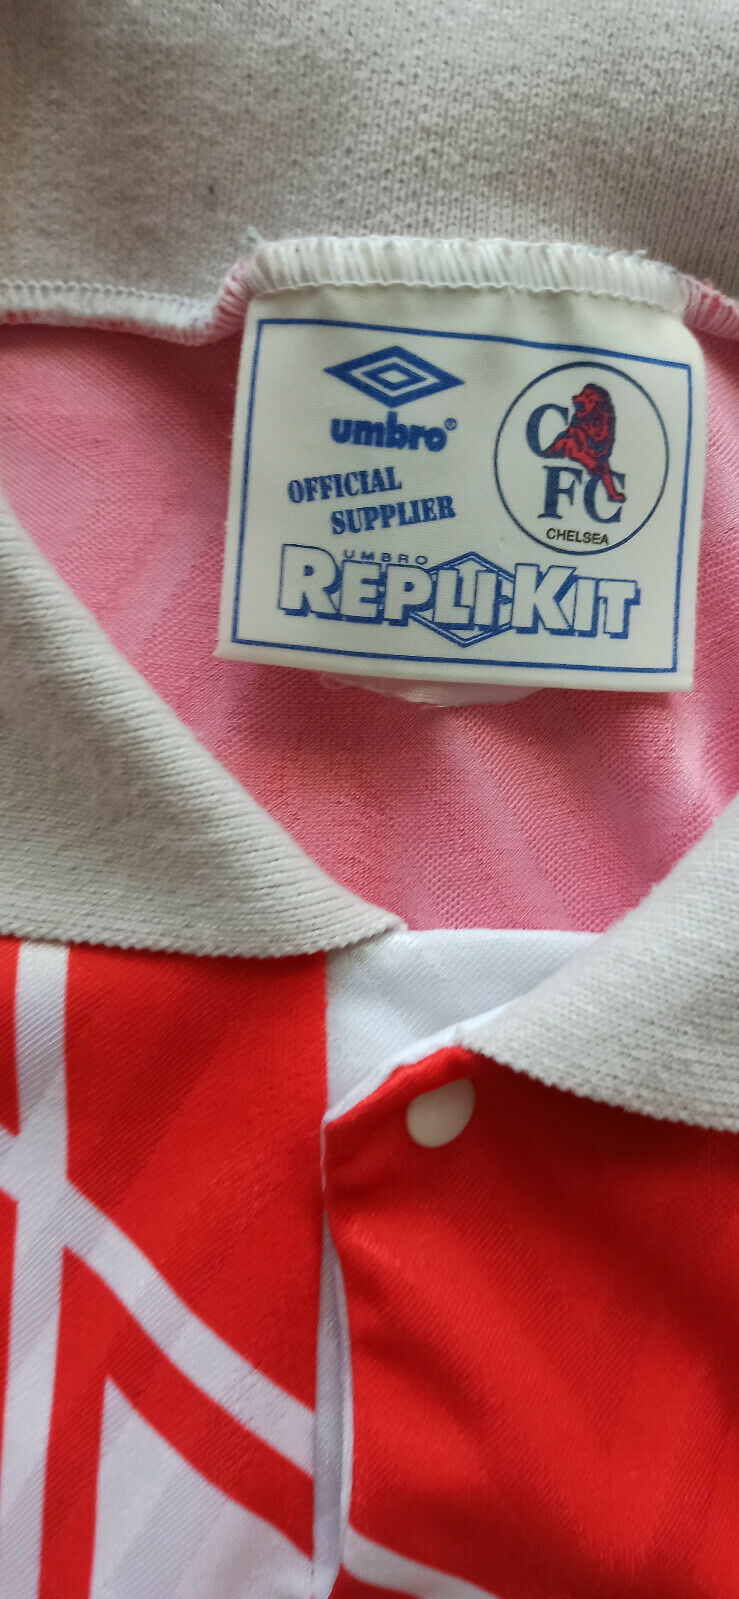 umbro®
OFFICIAL
SUPPLIER
CFC
CHELSEA
UMBRO
REPLI-KIT